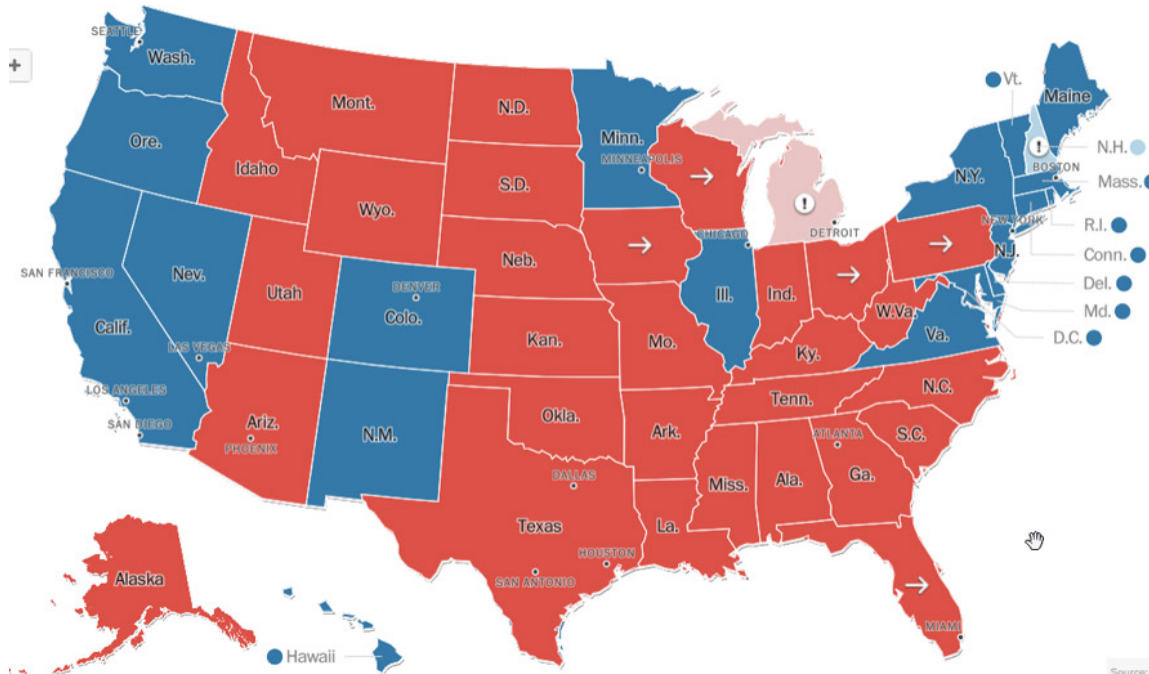 SEATTLE
Wash.
Mont.
N.D.
Minn.
MINNEAPOLIS
Vt.
Maine
Ore.
Idaho
S.D.
N.Y.
!
N.H.
BOSTON
Mass.
Wyo.
!
DETROIT
CHICAGO
NEW YORK
R.I.
N.J.
Conn.
Del.
Md.
D.C.
SAN FRANCISCO
Nev.
Utah
DENVER
Colo.
Neb.
Ill.
Ind.
W.Va.
Va.
Calif.
Kan.
Mo.
Ky.
LAS VEGAS
LOS ANGELES
SAN DIEGO
Ariz.
PHOENIX
N.M.
Okla.
Ark.
Tenn.
N.C.
ATLANTA
S.C.
DALLAS
Miss.
Ala.
Ga.
Texas
La.
HOUSTON
SAN ANTONIO
Alaska
MIAMI
Hawaii
Source: